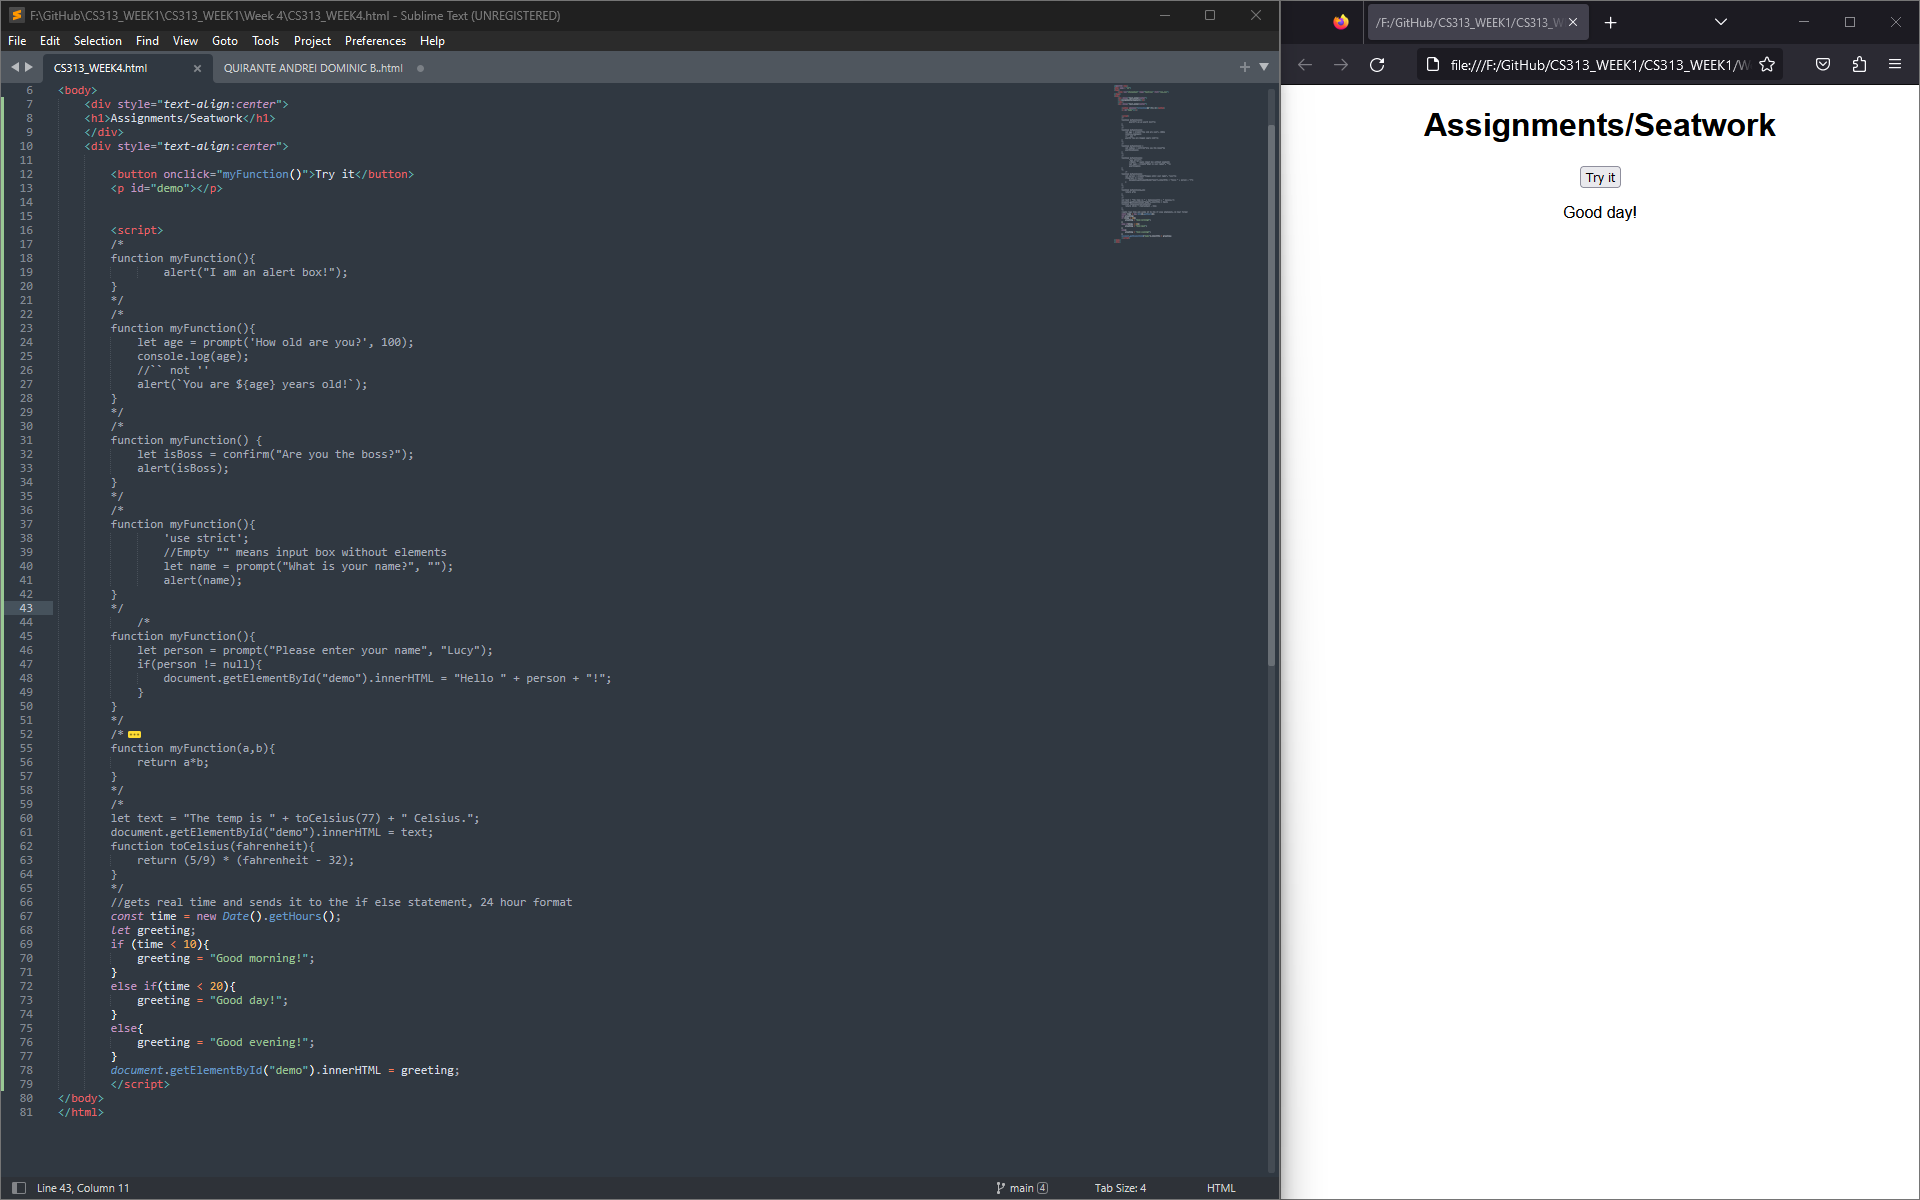 F:\GitHub\CS313_WEEK1\CS313_WEEK1\Week 4\CS313_WEEK4.html - Sublime Text (UNREGISTERED)
File Edit Selection Find View Goto Tools Project Preferences Help
CS313_WEEK4.html
QUIRANTE ANDREI DOMINIC B..html
6 <body>
7 <div style="text-align:center">
8 <h1>Assignments/Seatwork</h1>
9 </div>
10 <div style="text-align:center">
11
12 <button onclick="myFunction()">Try it</button>
13 <p id="demo"></p>
14
15
16 <script>
17 /*
18 function myFunction(){
19 alert("I am an alert box!");
20 }
21 */
22 /*
23 function myFunction(){
24 let age = prompt('How old are you?', 100);
25 console.log(age);
26 //`` not ''
27 alert(`You are ${age} years old!`);
28 }
29 */
30 /*
31 function myFunction() {
32 let isBoss = confirm("Are you the boss?");
33 alert(isBoss);
34 }
35 */
36 /*
37 function myFunction(){
38 'use strict';
39 //Empty "" means input box without elements
40 let name = prompt("What is your name?", "");
41 alert(name);
42 }
43 */
44 /*
45 function myFunction(){
46 let person = prompt("Please enter your name", "Lucy");
47 if(person != null){
48 document.getElementById("demo").innerHTML = "Hello " + person + "!";
49 }
50 }
51 */
52 /*
55 function myFunction(a,b){
56 return a*b;
57 }
58 */
59 /*
60 let text = "The temp is " + toCelsius(77) + " Celsius.";
61 document.getElementById("demo").innerHTML = text;
62 function toCelsius(fahrenheit){
63 return (5/9) * (fahrenheit - 32);
64 }
65 */
66 //gets real time and sends it to the if else statement, 24 hour format
67 const time = new Date().getHours();
68 let greeting;
69 if (time < 10){
70 greeting = "Good morning!";
71 }
72 else if(time < 20){
73 greeting = "Good day!";
74 }
75 else{
76 greeting = "Good evening!";
77 }
78 document.getElementById("demo").innerHTML = greeting;
79 </script>
80 </body>
81 </html>
Line 43, Column 11
main 4
Tab Size: 4
HTML
/F:/GitHub/CS313_WEEK1/CS313_W
file:///F:/GitHub/CS313_WEEK1/CS313_WEEK1/W
Assignments/Seatwork
Try it
Good day!